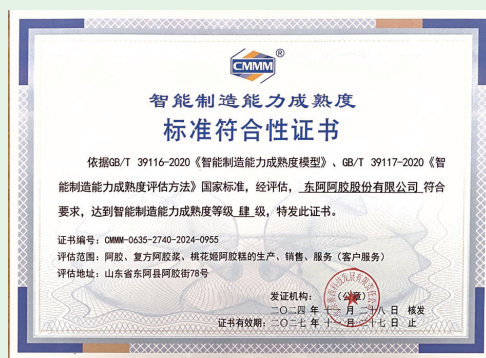 CMMM
®
智能制造能力成熟度
标准符合性证书
依据GB/T 39116-2020《智能制造能力成熟度模型》、GB/T 39117-2020《智
能制造能力成熟度评估方法》国家标准，经评估，东阿阿胶股份有限公司 符合
要求，达到智能制造能力成熟度等级 肆 级，特发此证书。
证书编号：CMMM-0635-2740-2024-0955
评估范围：阿胶、复方阿胶浆、桃花姬阿胶糕的生产、销售、服务（客户服务）
评估地址：山东省东阿县阿胶街78号
发证机构： （公章）
二〇二四 年 十 月 二十八 日 核发
证书有效期：二〇二七 年 十 月 二十七 日 止